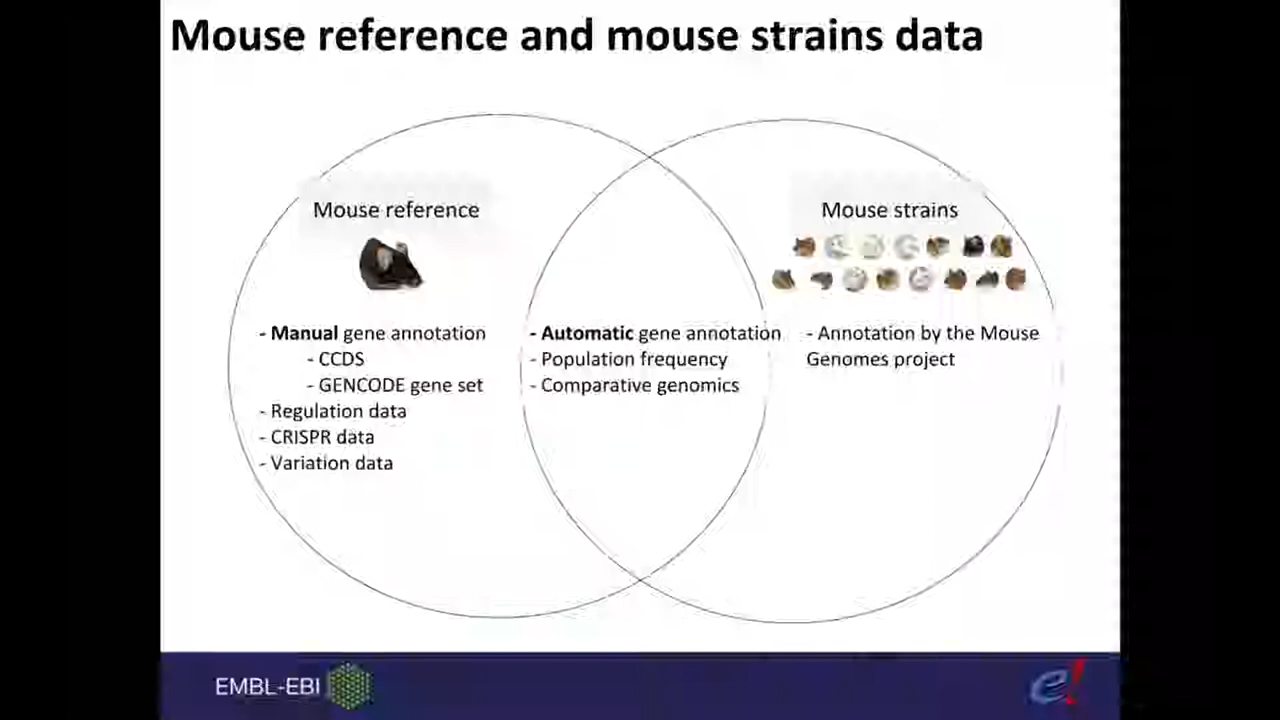 Mouse reference and mouse strains data
Mouse reference
- Manual gene annotation
- CCDS
- GENCODE gene set
- Regulation data
- CRISPR data
- Variation data
- Automatic gene annotation
- Population frequency
- Comparative genomics
Mouse strains
- Annotation by the Mouse
Genomes project
EMBL-EBI
e!